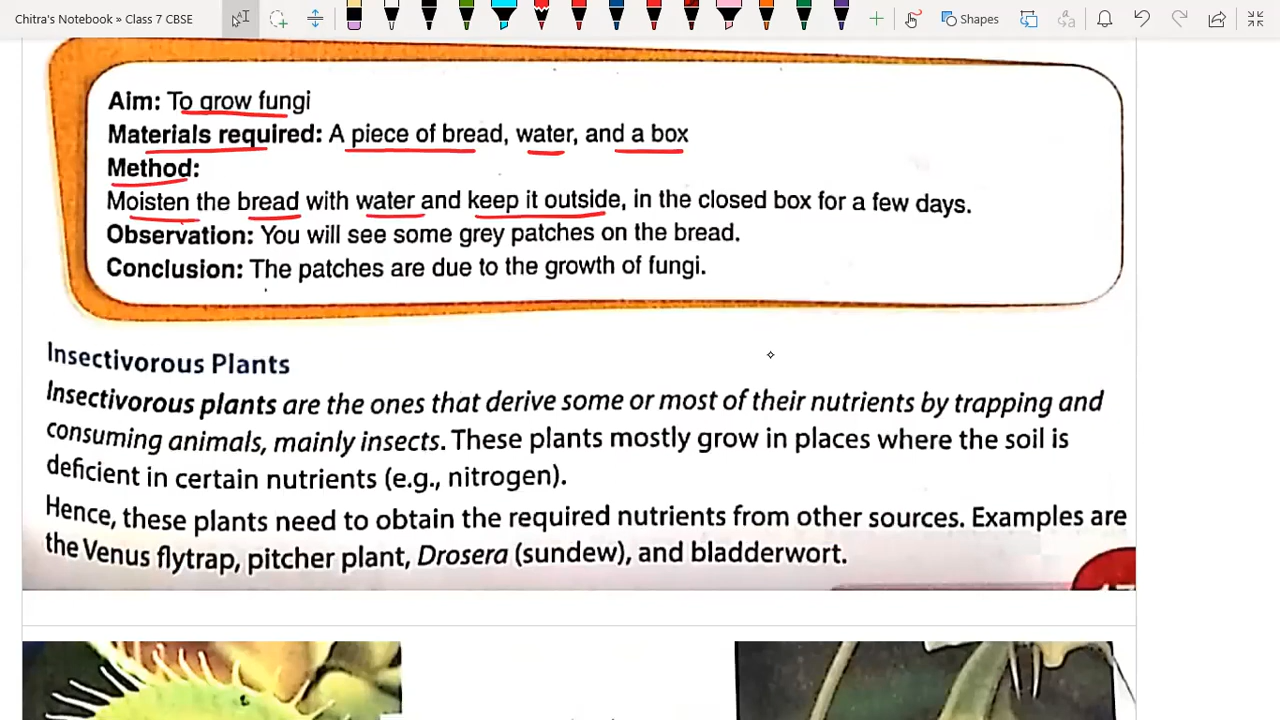 Chitra's Notebook » Class 7 CBSE
Shapes
Aim: To grow fungi
Materials required: A piece of bread, water, and a box
Method:
Moisten the bread with water and keep it outside, in the closed box for a few days.
Observation: You will see some grey patches on the bread.
Conclusion: The patches are due to the growth of fungi.
Insectivorous Plants
Insectivorous plants are the ones that derive some or most of their nutrients by trapping and
consuming animals, mainly insects. These plants mostly grow in places where the soil is
deficient in certain nutrients (e.g., nitrogen).
Hence, these plants need to obtain the required nutrients from other sources. Examples are
the Venus flytrap, pitcher plant, Drosera (sundew), and bladderwort.